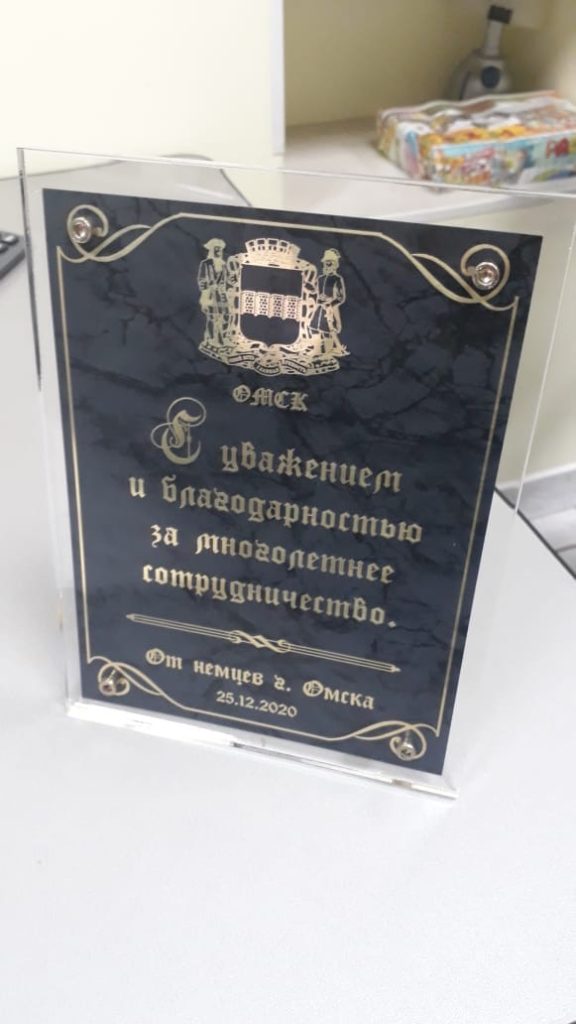 ОМСК
С уважением
и благодарностью
за многолетнее
сотрудничество.
От немцев г. Омска
25.12.2020